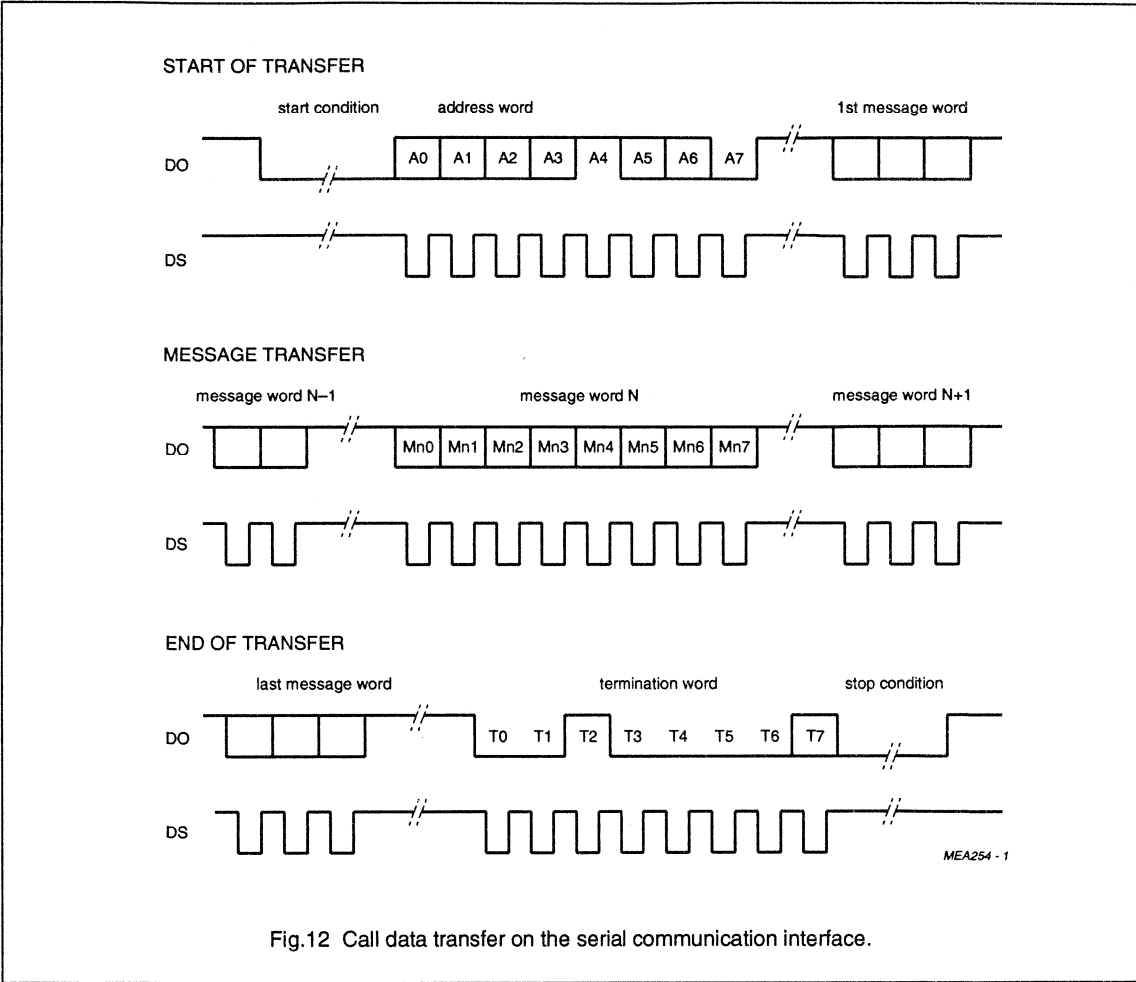 START OF TRANSFER
start condition address word 1st message word
DO A0 A1 A2 A3 A4 A5 A6 A7
DS
MESSAGE TRANSFER
message word N–1 message word N message word N+1
DO Mn0 Mn1 Mn2 Mn3 Mn4 Mn5 Mn6 Mn7
DS
END OF TRANSFER
last message word termination word stop condition
DO T0 T1 T2 T3 T4 T5 T6 T7
DS
MEA254 - 1
Fig.12 Call data transfer on the serial communication interface.